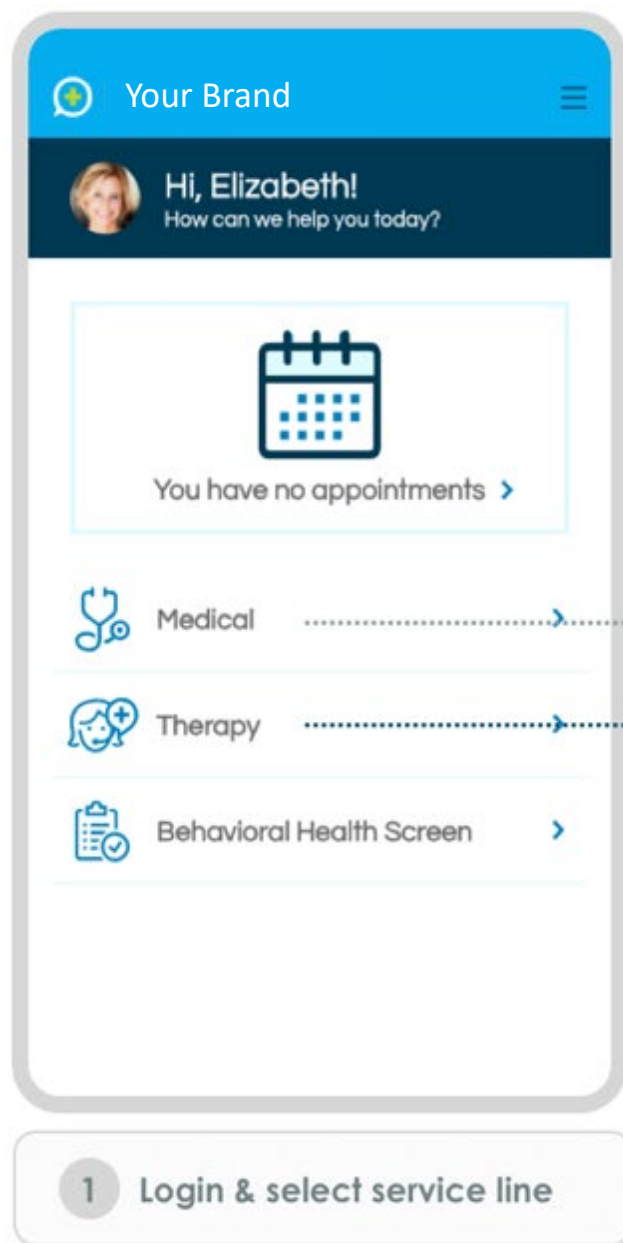 Your Brand
Hi, Elizabeth!
How can we help you today?
You have no appointments
Medical
Therapy
Behavioral Health Screen
1 Login & select service line